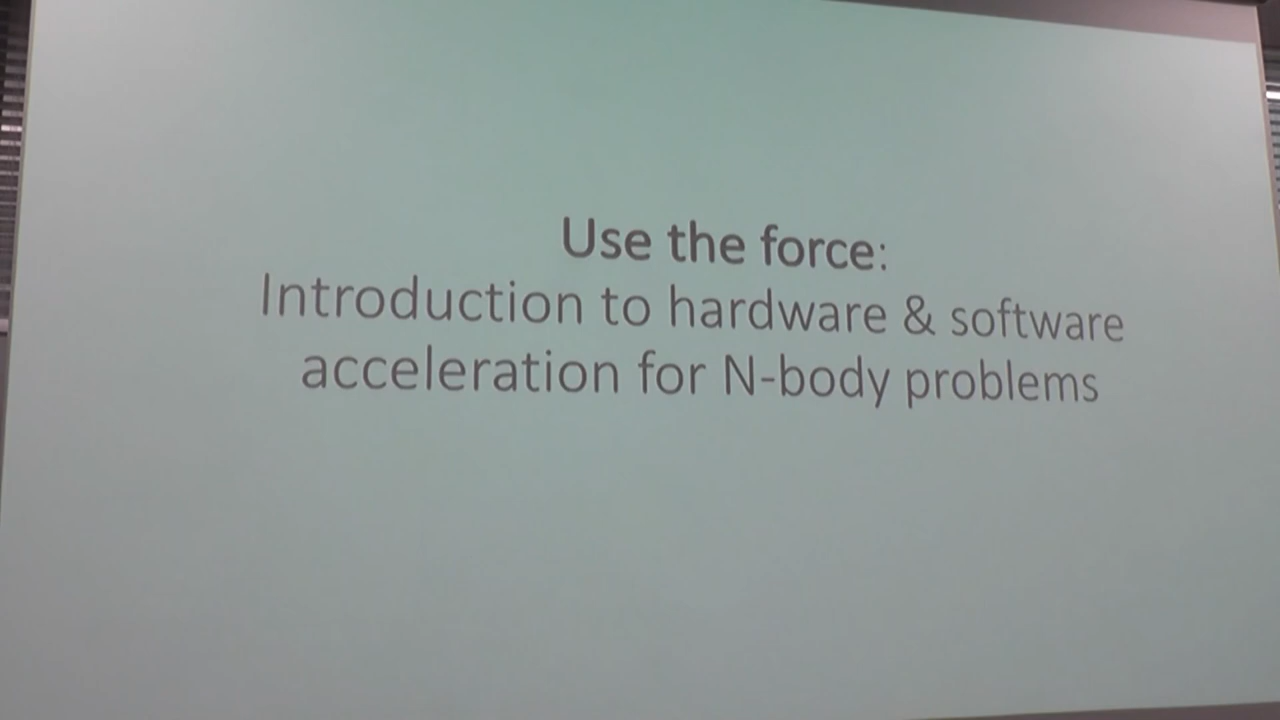 Use the force:
Introduction to hardware & software
acceleration for N-body problems